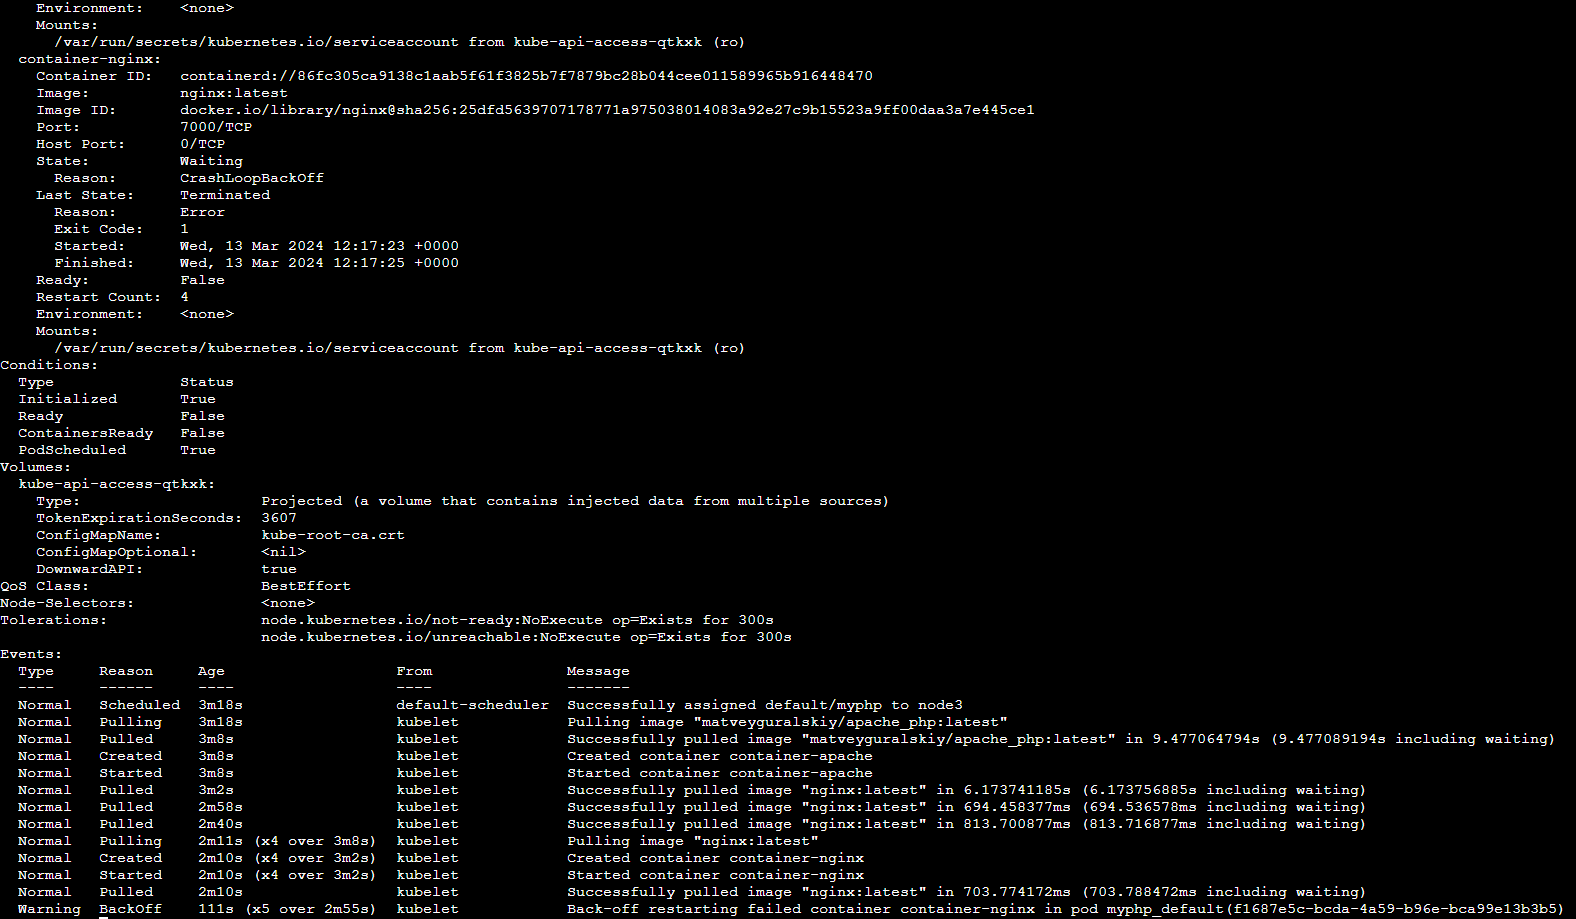 Environment:    <none>
    Mounts:
      /var/run/secrets/kubernetes.io/serviceaccount from kube-api-access-qtkxk (ro)
  container-nginx:
    Container ID:   containerd://86fc305ca9138c1aab5f61f3825b7f7879bc28b044cee011589965b916448470
    Image:          nginx:latest
    Image ID:       docker.io/library/nginx@sha256:25dfd5639707178771a975038014083a92e27c9b15523a9ff00daa3a7e445ce1
    Port:           7000/TCP
    Host Port:      0/TCP
    State:          Waiting
      Reason:       CrashLoopBackOff
    Last State:     Terminated
      Reason:       Error
      Exit Code:    1
      Started:      Wed, 13 Mar 2024 12:17:23 +0000
      Finished:     Wed, 13 Mar 2024 12:17:25 +0000
    Ready:          False
    Restart Count:  4
    Environment:    <none>
    Mounts:
      /var/run/secrets/kubernetes.io/serviceaccount from kube-api-access-qtkxk (ro)
Conditions:
  Type              Status
  Initialized       True
  Ready             False
  ContainersReady   False
  PodScheduled      True
Volumes:
  kube-api-access-qtkxk:
    Type:                    Projected (a volume that contains injected data from multiple sources)
    TokenExpirationSeconds:  3607
    ConfigMapName:           kube-root-ca.crt
    ConfigMapOptional:       <nil>
    DownwardAPI:             true
QoS Class:                   BestEffort
Node-Selectors:              <none>
Tolerations:                 node.kubernetes.io/not-ready:NoExecute op=Exists for 300s
                             node.kubernetes.io/unreachable:NoExecute op=Exists for 300s
Events:
  Type     Reason     Age                  From               Message
  ----     ------     ----                 ----               -------
  Normal   Scheduled  3m18s                default-scheduler  Successfully assigned default/myphp to node3
  Normal   Pulling    3m18s                kubelet            Pulling image "matveyguralskiy/apache_php:latest"
  Normal   Pulled     3m8s                 kubelet            Successfully pulled image "matveyguralskiy/apache_php:latest" in 9.477064794s (9.477089194s including waiting)
  Normal   Created    3m8s                 kubelet            Created container container-apache
  Normal   Started    3m8s                 kubelet            Started container container-apache
  Normal   Pulled     3m2s                 kubelet            Successfully pulled image "nginx:latest" in 6.173741185s (6.173756885s including waiting)
  Normal   Pulled     2m58s                kubelet            Successfully pulled image "nginx:latest" in 694.458377ms (694.536578ms including waiting)
  Normal   Pulled     2m40s                kubelet            Successfully pulled image "nginx:latest" in 813.700877ms (813.716877ms including waiting)
  Normal   Pulling    2m11s (x4 over 3m8s)  kubelet            Pulling image "nginx:latest"
  Normal   Created    2m10s (x4 over 3m2s)  kubelet            Created container container-nginx
  Normal   Started    2m10s (x4 over 3m2s)  kubelet            Started container container-nginx
  Normal   Pulled     2m10s                kubelet            Successfully pulled image "nginx:latest" in 703.774172ms (703.788472ms including waiting)
  Warning  BackOff    111s (x5 over 2m55s)  kubelet            Back-off restarting failed container container-nginx in pod myphp_default(f1687e5c-bcda-4a59-b96e-bca99e13b3b5)